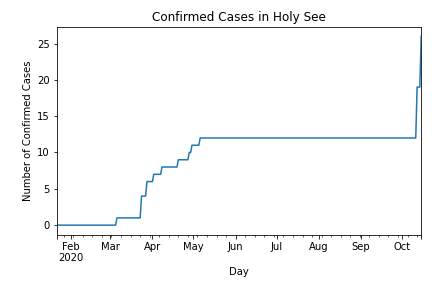 Confirmed Cases in Holy See
Number of Confirmed Cases
25
20
15
10
5
0
Feb Mar Apr May Jun Jul Aug Sep Oct
2020
Day